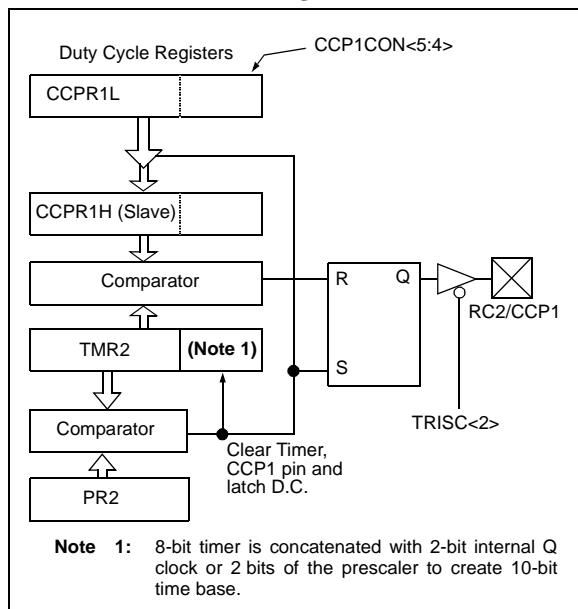 Duty Cycle Registers
CCP1CON<5:4>
CCPR1L
CCPR1H (Slave)
Comparator
R
Q
RC2/CCP1
TMR2
(Note 1)
S
TRISC<2>
Comparator
Clear Timer,
CCP1 pin and
latch D.C.
PR2
Note 1: 8-bit timer is concatenated with 2-bit internal Q
clock or 2 bits of the prescaler to create 10-bit
time base.